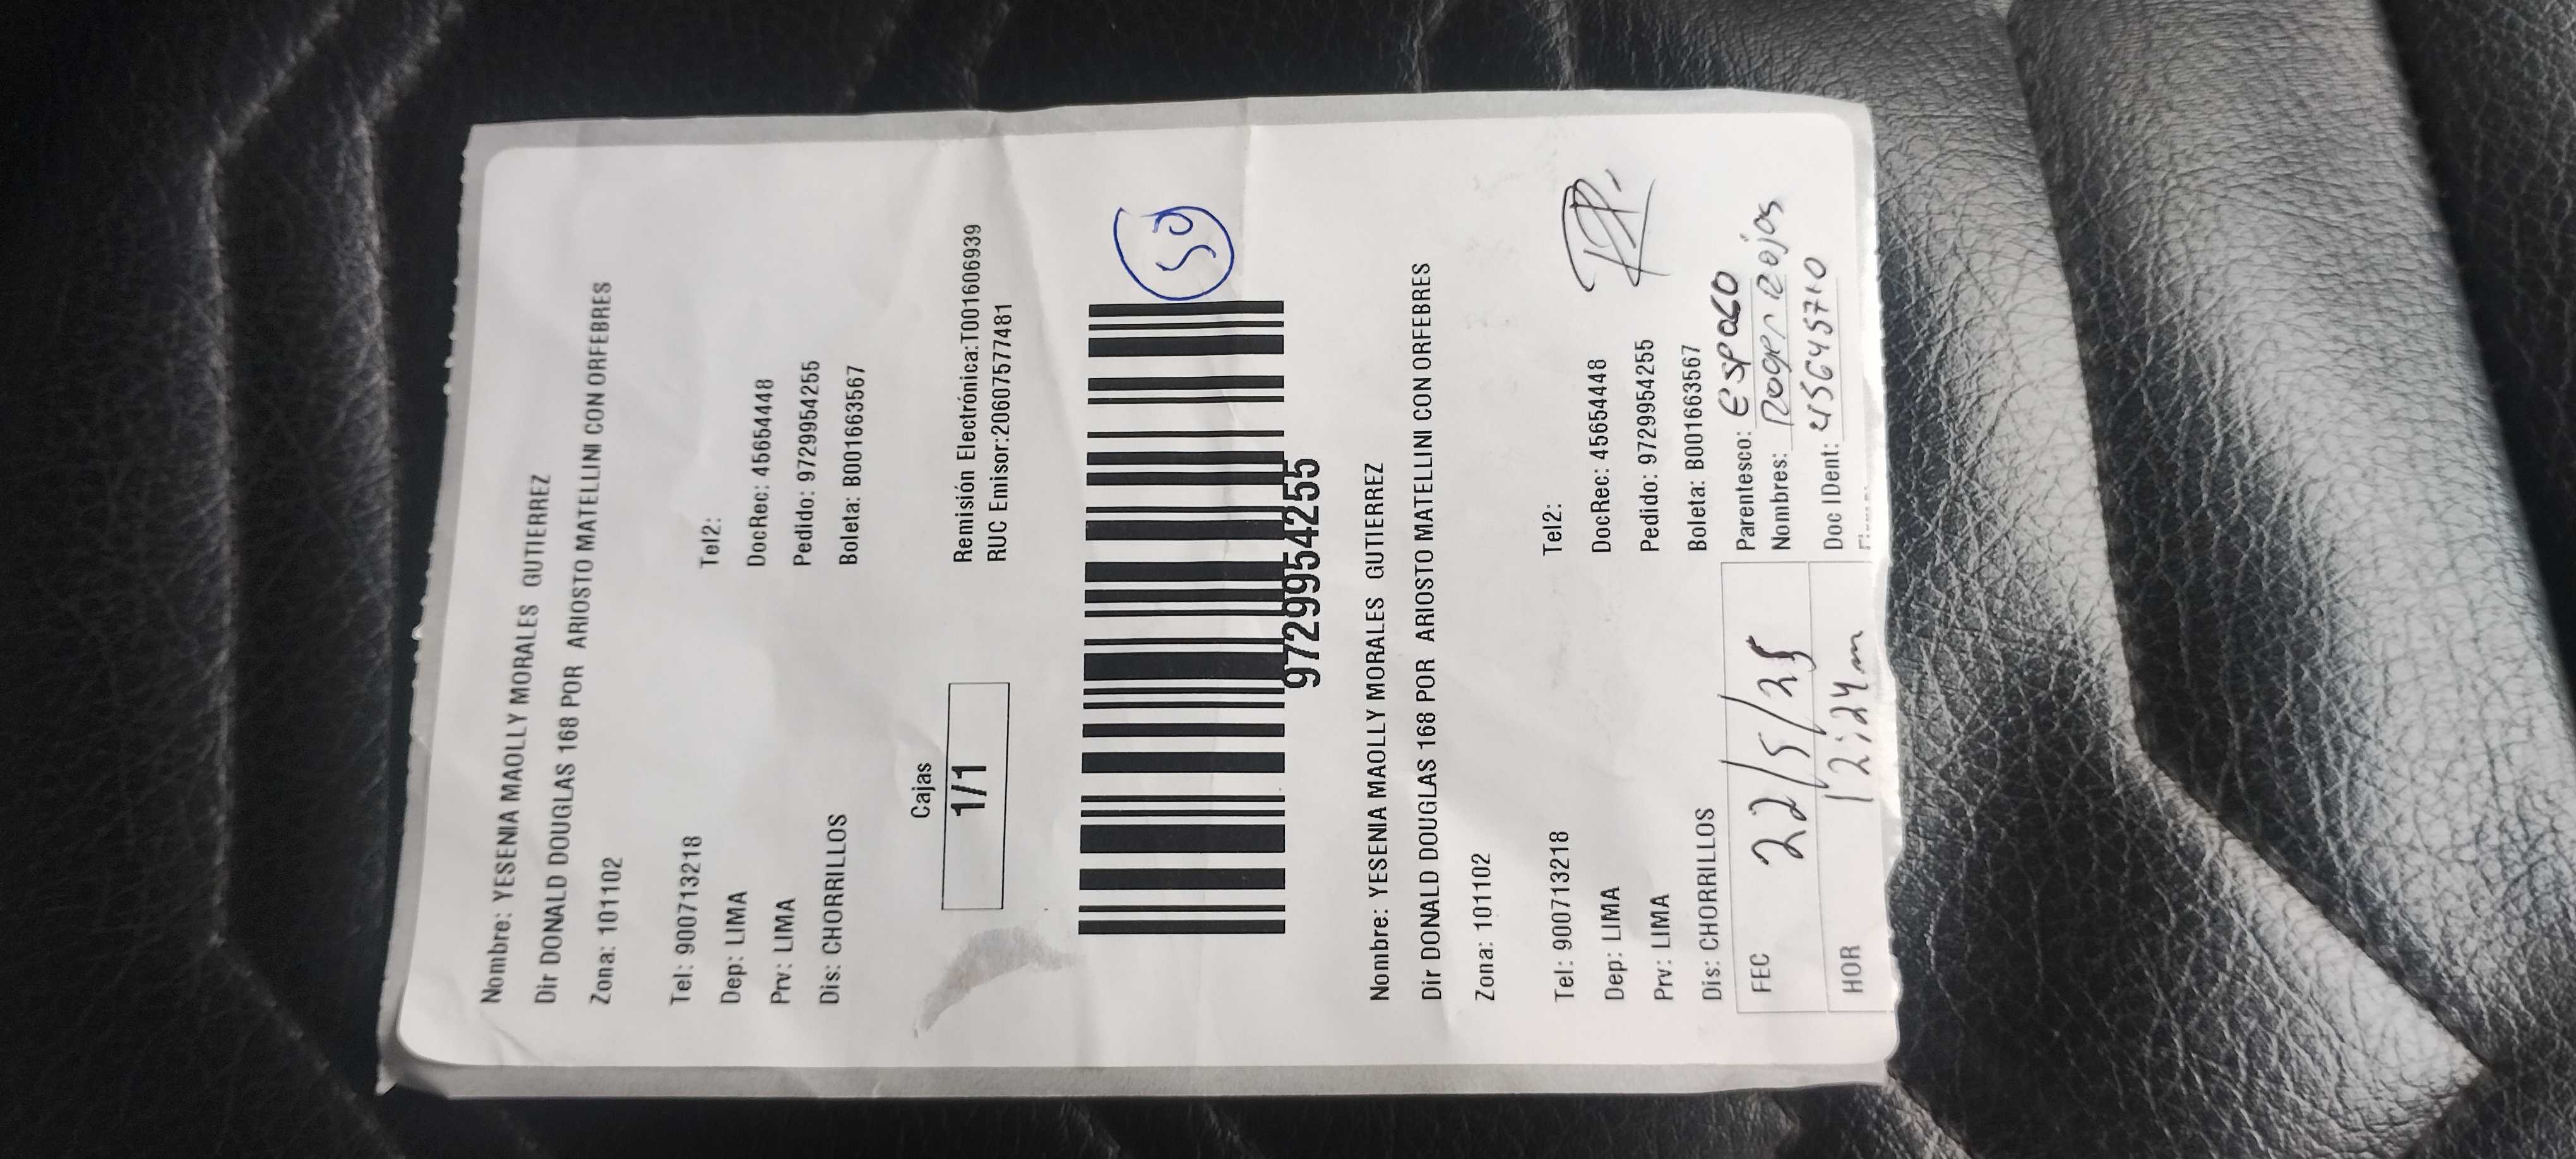 Nombre: YESENIA MAOLLY MORALES GUTIERREZ
Dir DONALD DOUGLAS 168 POR ARIOSTO MATELLINI CON ORFEBRES
Zona: 101102
Tel: 900713218 Tel2:
Dep: LIMA DocRec: 45654448
Prv: LIMA Pedido: 9729954255
Dis: CHORRILLOS Boleta: B001663567
Cajas
1/1
Remisión Electrónica:T001606939
RUC Emisor:20607577481
59
9729954255
Nombre: YESENIA MAOLLY MORALES GUTIERREZ
Dir DONALD DOUGLAS 168 POR ARIOSTO MATELLINI CON ORFEBRES
Zona: 101102
Tel: 900713218 Tel2:
Dep: LIMA DocRec: 45654448
Prv: LIMA Pedido: 9729954255
Dis: CHORRILLOS Boleta: B001663567
FEC 22/5/25
HOR 12:24m
Parentesco: espoco
Nombres: Roger Rojas
Doc IDent: 45645710